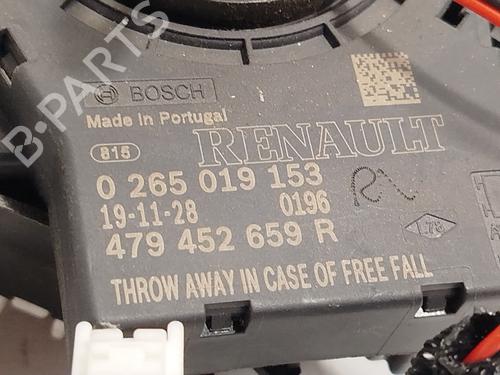 B-PARTS
BOSCH
Made in Portugal
815
RENAULT
0 265 019 153
19-11-28 0196
479 452 659 R
78
THROW AWAY IN CASE OF FREE FALL